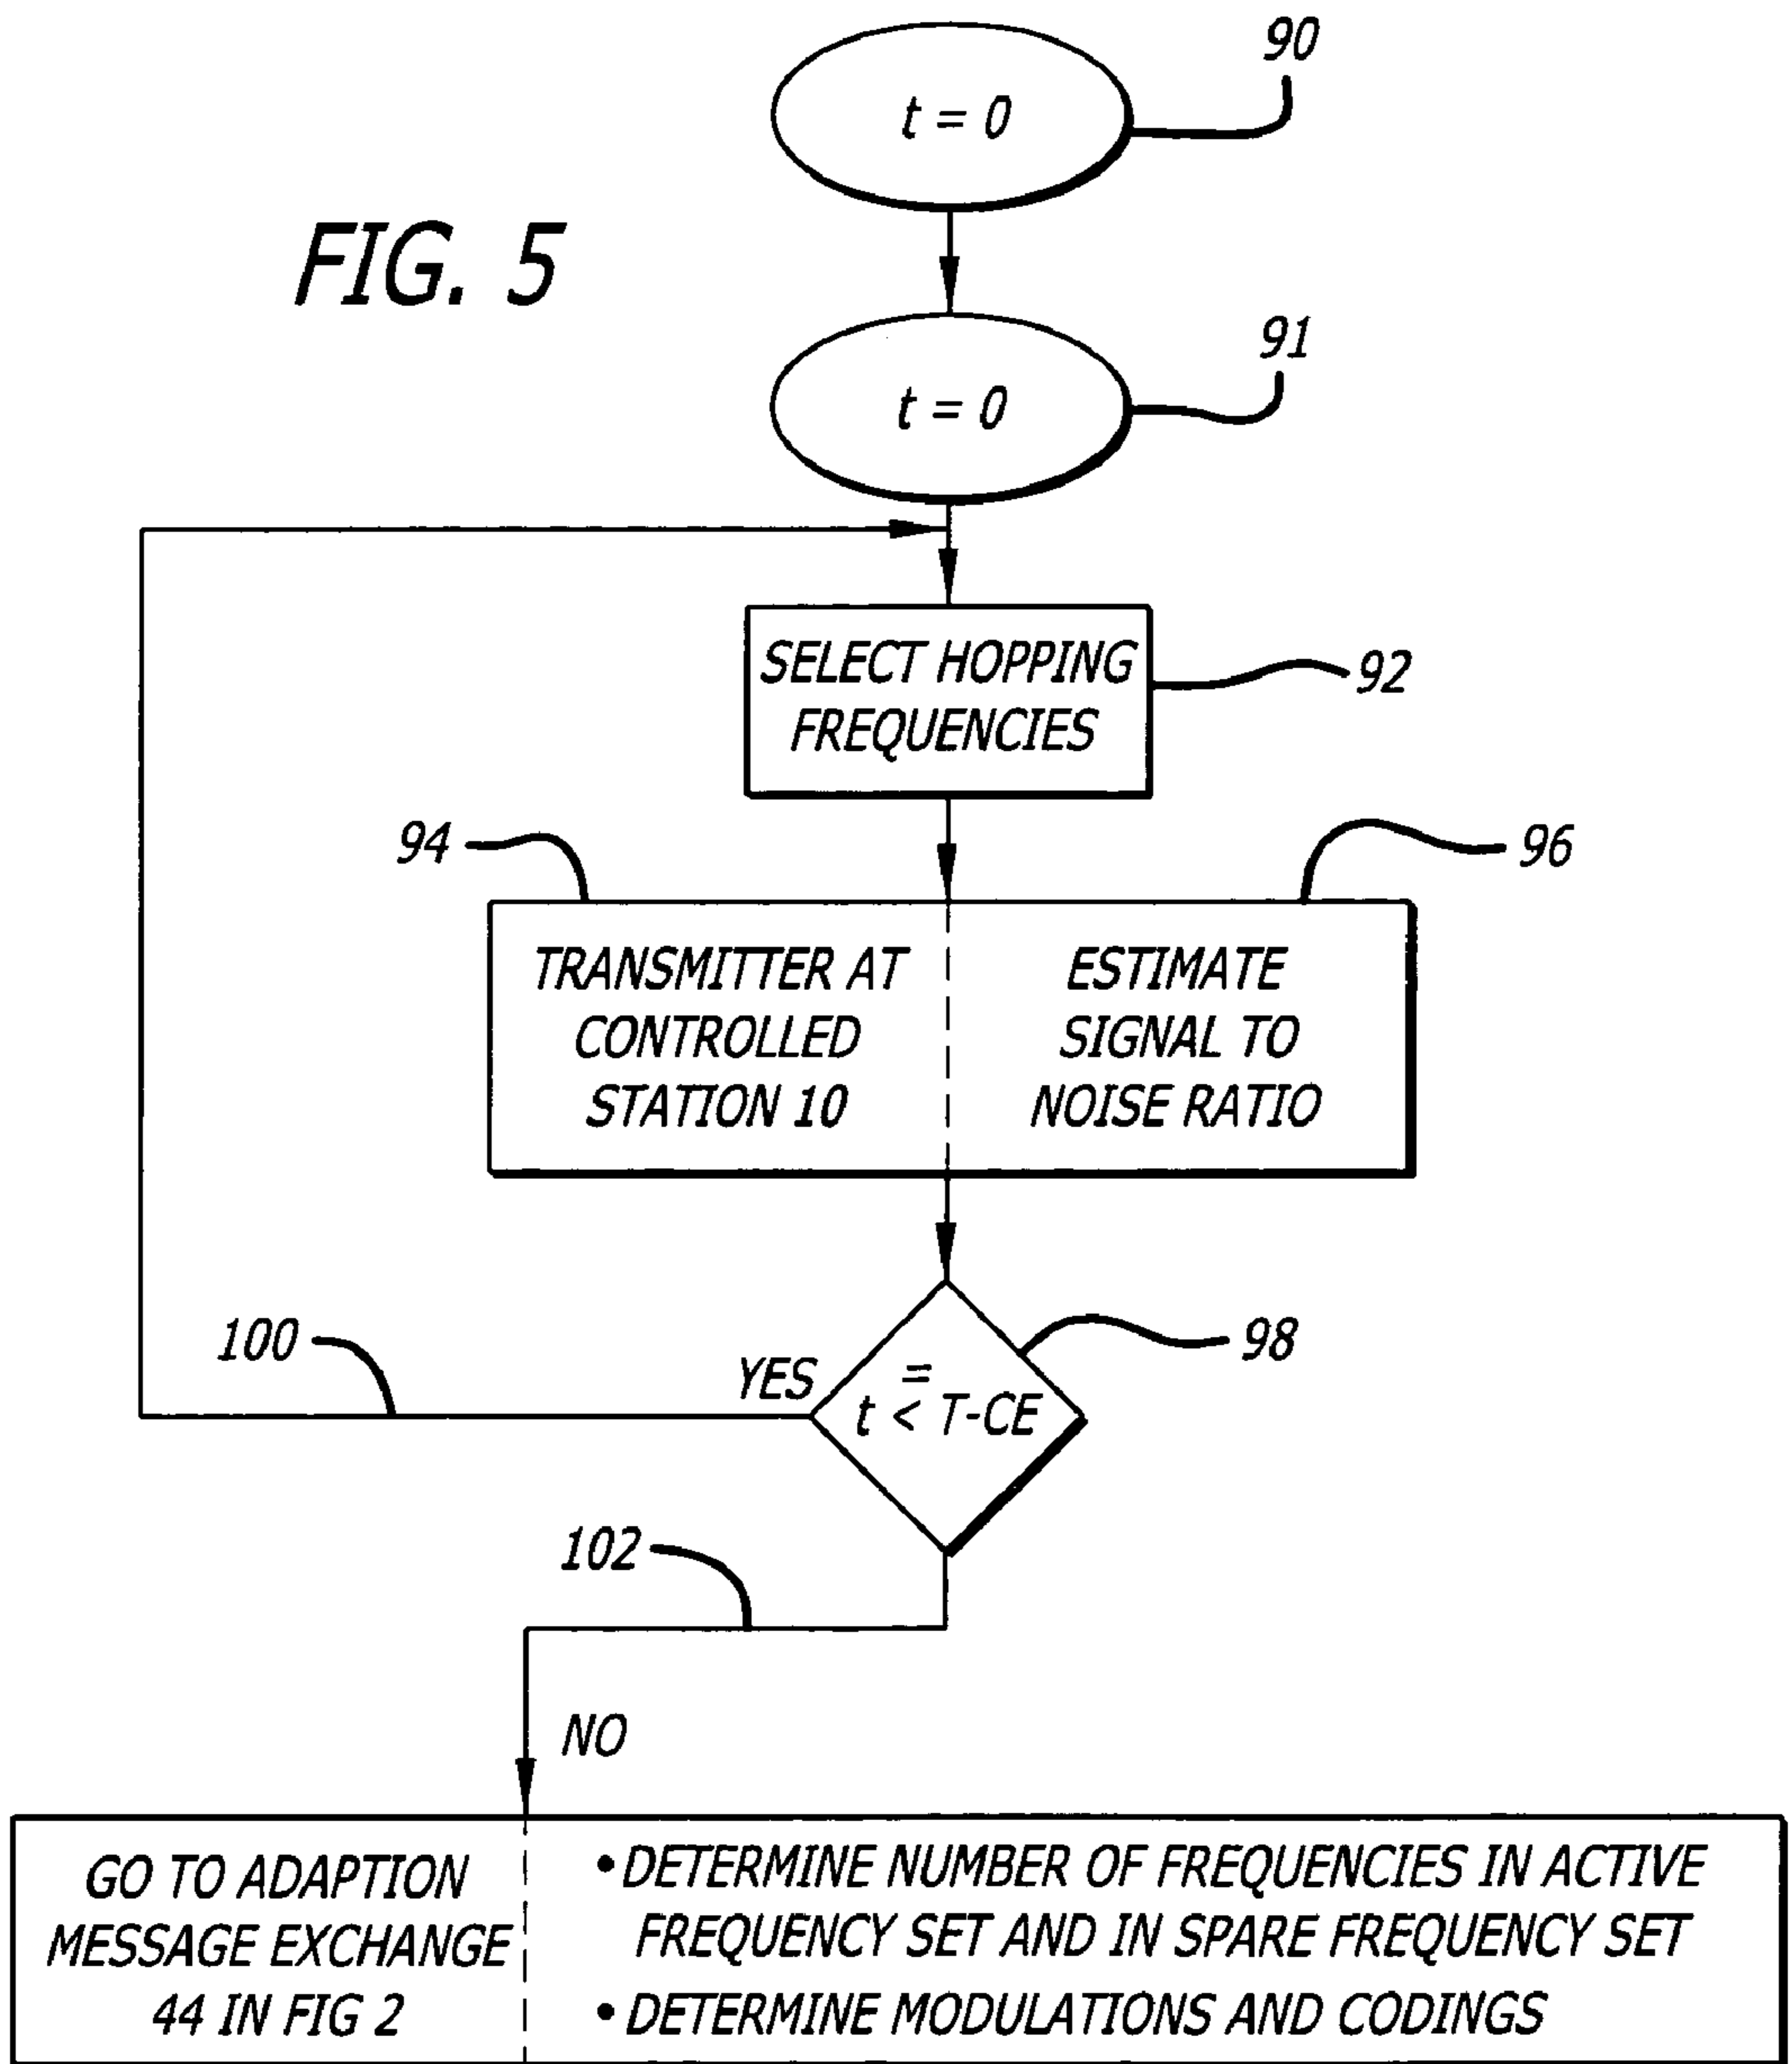 90
t = 0
FIG. 5
91
t = 0
SELECT HOPPING
FREQUENCIES
92
94
96
TRANSMITTER AT
CONTROLLED
STATION 10
ESTIMATE
SIGNAL TO
NOISE RATIO
100
YES
=
t < T-CE
98
102
NO
GO TO ADAPTION
MESSAGE EXCHANGE
44 IN FIG 2
•DETERMINE NUMBER OF FREQUENCIES IN ACTIVE
FREQUENCY SET AND IN SPARE FREQUENCY SET
•DETERMINE MODULATIONS AND CODINGS